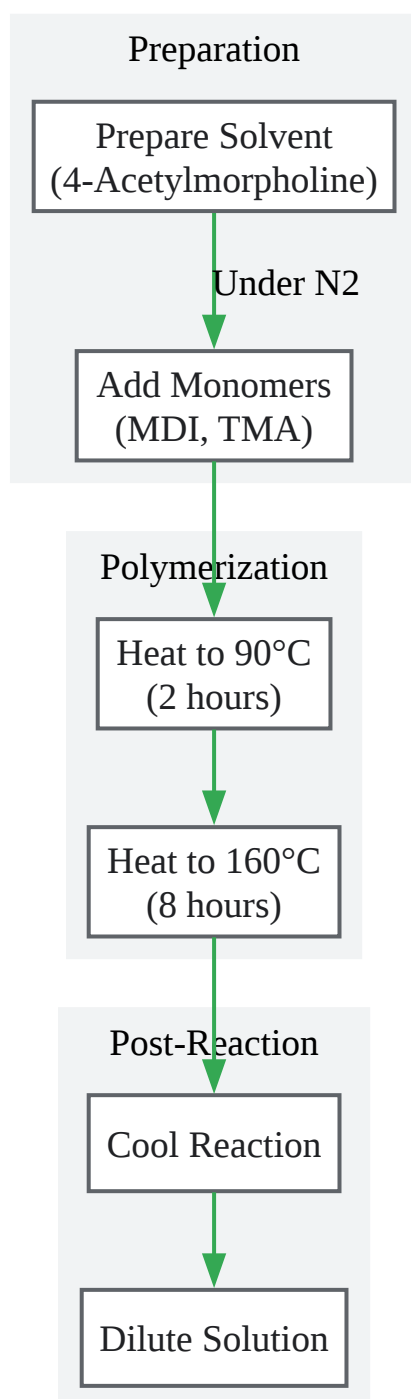 Preparation
Prepare Solvent
(4-Acetylmorpholine)
Under N2
Add Monomers
(MDI, TMA)
Polymerization
Heat to 90°C
(2 hours)
Heat to 160°C
(8 hours)
Post-Reaction
Cool Reaction
Dilute Solution